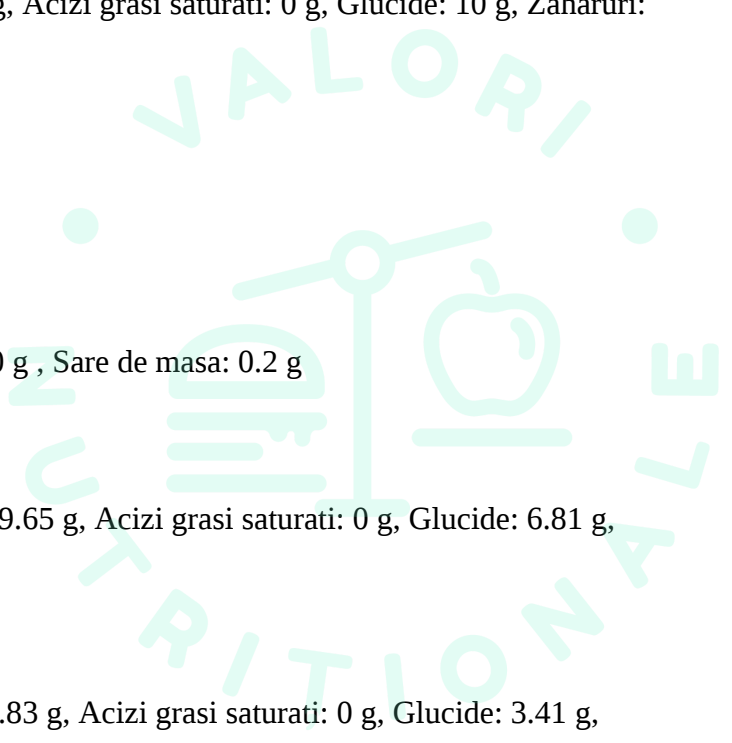 g, Acizi grasi saturati: 0 g, Glucide: 10 g, Zaharuri:
VALORI
0 g , Sare de masa: 0.2 g
9.65 g, Acizi grasi saturati: 0 g, Glucide: 6.81 g,
NUTRITIONALE
.83 g, Acizi grasi saturati: 0 g, Glucide: 3.41 g,